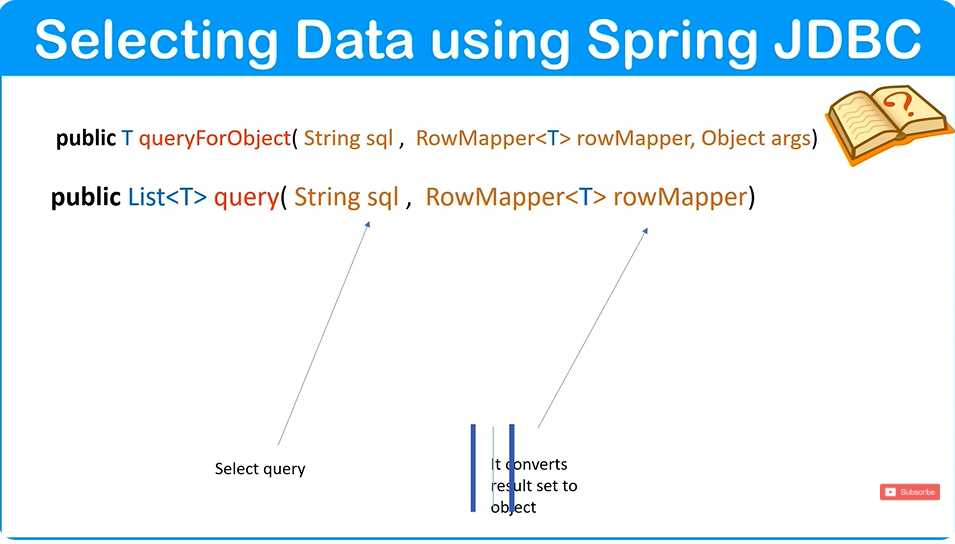 Selecting Data using Spring JDBC
public T queryForObject( String sql , RowMapper<T> rowMapper, Object args)
public List<T> query( String sql , RowMapper<T> rowMapper)
Select query
It converts
result set to
object
Subscribe
?